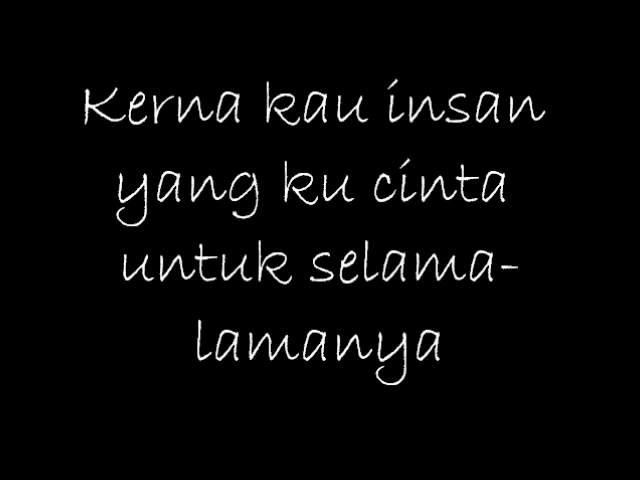 Kerna kau insan
yang ku cinta
untuk selama-
lamanya